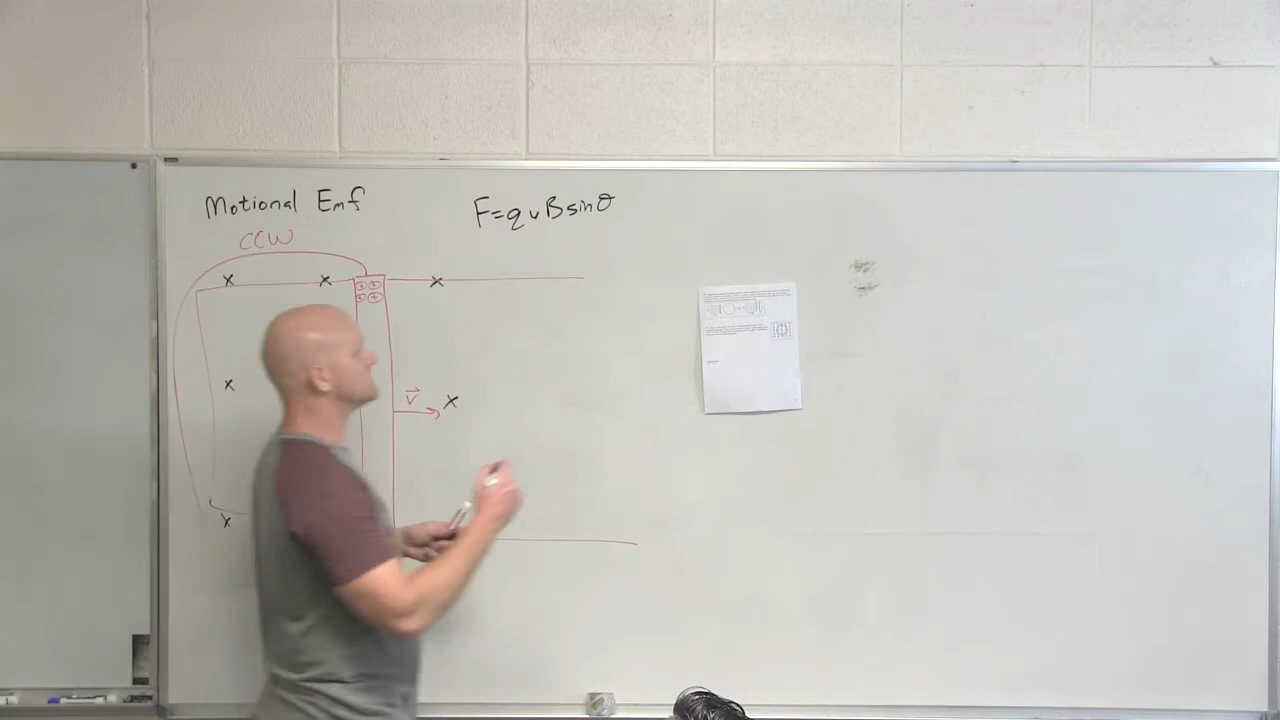 Motional Emf
F=qvBsinθ
CCW
x x x
+ +
+ +
x
v⃗
x
x